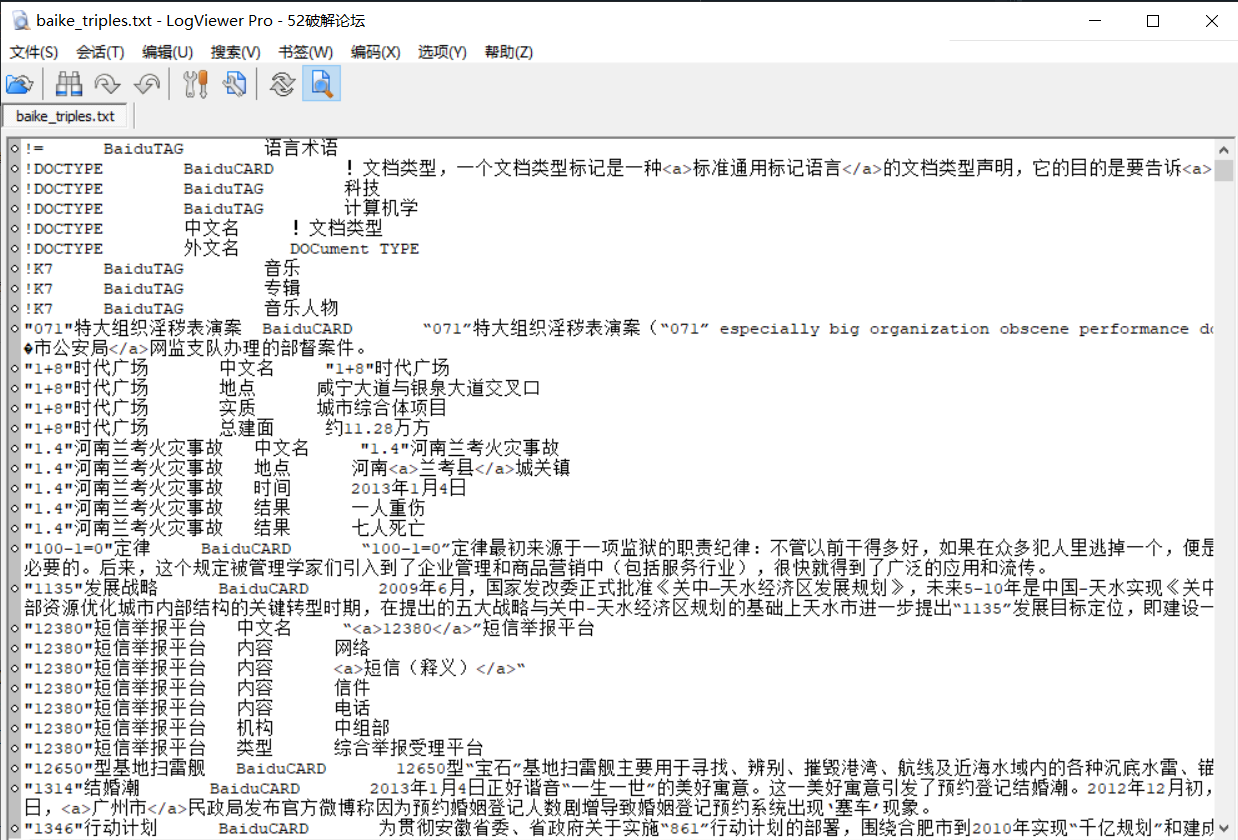 baike_triples.txt - LogViewer Pro - 52破解论坛
文件(S) 会话(T) 编辑(U) 搜索(V) 书签(W) 编码(X) 选项(Y) 帮助(Z)
baike_triples.txt
!= BaiduTAG 语言术语
!DOCTYPE BaiduCARD ！文档类型，一个文档类型标记是一种<a>标准通用标记语言</a>的文档类型声明，它的目的是要告诉<a>
!DOCTYPE BaiduTAG 科技
!DOCTYPE BaiduTAG 计算机学
!DOCTYPE 中文名 ！文档类型
!DOCTYPE 外文名 DOCument TYPE
!K7 BaiduTAG 音乐
!K7 BaiduTAG 专辑
!K7 BaiduTAG 音乐人物
"071"特大组织淫秽表演案 BaiduCARD “071”特大组织淫秽表演案（“071” especially big organization obscene performance
�市公安局</a>网监支队办理的部督案件。
"1+8"时代广场 中文名 "1+8"时代广场
"1+8"时代广场 地点 咸宁大道与银泉大道交叉口
"1+8"时代广场 实质 城市综合体项目
"1+8"时代广场 总建面 约11.28万方
"1.4"河南兰考火灾事故 中文名 "1.4"河南兰考火灾事故
"1.4"河南兰考火灾事故 地点 河南<a>兰考县</a>城关镇
"1.4"河南兰考火灾事故 时间 2013年1月4日
"1.4"河南兰考火灾事故 结果 一人重伤
"1.4"河南兰考火灾事故 结果 七人死亡
"100-1=0"定律 BaiduCARD “100-1=0”定律最初来源于一项监狱的职责纪律：不管以前干得多好，如果在众多犯人里逃掉一个，便是
必要的。后来，这个规定被管理学家们引入到了企业管理和商品营销中（包括服务行业），很快就得到了广泛的应用和流传。
"1135"发展战略 BaiduCARD 2009年6月，国家发改委正式批准《关中—天水经济区发展规划》，未来5-10年是中国-天水实现《关中
部资源优化城市内部结构的关键转型时期，在提出的五大战略与关中-天水经济区规划的基础上天水市进一步提出“1135”发展目标定位，即建设一
"12380"短信举报平台 中文名 “<a>12380</a>”短信举报平台
"12380"短信举报平台 内容 网络
"12380"短信举报平台 内容 <a>短信（释义）</a>“
"12380"短信举报平台 内容 信件
"12380"短信举报平台 内容 电话
"12380"短信举报平台 机构 中组部
"12380"短信举报平台 类型 综合举报受理平台
"12650"型基地扫雷舰 BaiduCARD 12650型“宝石”基地扫雷舰主要用于寻找、辨别、摧毁港湾、航线及近海水域内的各种沉底水雷、锚
"1314"结婚潮 BaiduCARD 2013年1月4日正好谐音“一生一世”的美好寓意。这一美好寓意引发了预约登记结婚潮。2012年12月初，
日，<a>广州市</a>民政局发布官方微博称因为预约婚姻登记人数剧增导致婚姻登记预约系统出现‘塞车’现象。
"1346"行动计划 BaiduCARD 为贯彻安徽省委、省政府关于实施“861”行动计划的部署，围绕合肥市到2010年实现“千亿规划”和建成